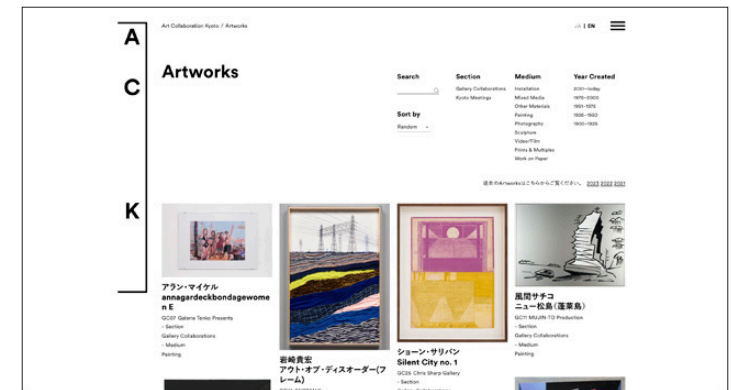 A
C
K
Art Collaboration Kyoto / Artworks
JA | EN
Artworks
Search
Sort by
Random
Section
Gallery Collaborations
Kyoto Meetings
Medium
Installation
Mixed Media
Other Materials
Painting
Photography
Sculpture
Video/Film
Prints & Multiples
Work on Paper
Year Created
2001-today
1976-2000
1951-1975
1926-1950
1900-1925
過去のArtworksはこちらからご覧ください。 2023 2022 2021
アラン・マイケル
annagardeckbondagewome
n E
GC07 Galerie Tenko Presents
- Section
Gallery Collaborations
- Medium
Painting
岩崎貴宏
アウト・オブ・ディスオーダー(フ
レーム)
ショーン・サリバン
Silent City no. 1
GC25 Chris Sharp Gallery
- Section
風間サチコ
ニュー松島(蓬莱島)
GC11 MUJIN-TO Production
- Section
Gallery Collaborations
- Medium
Painting